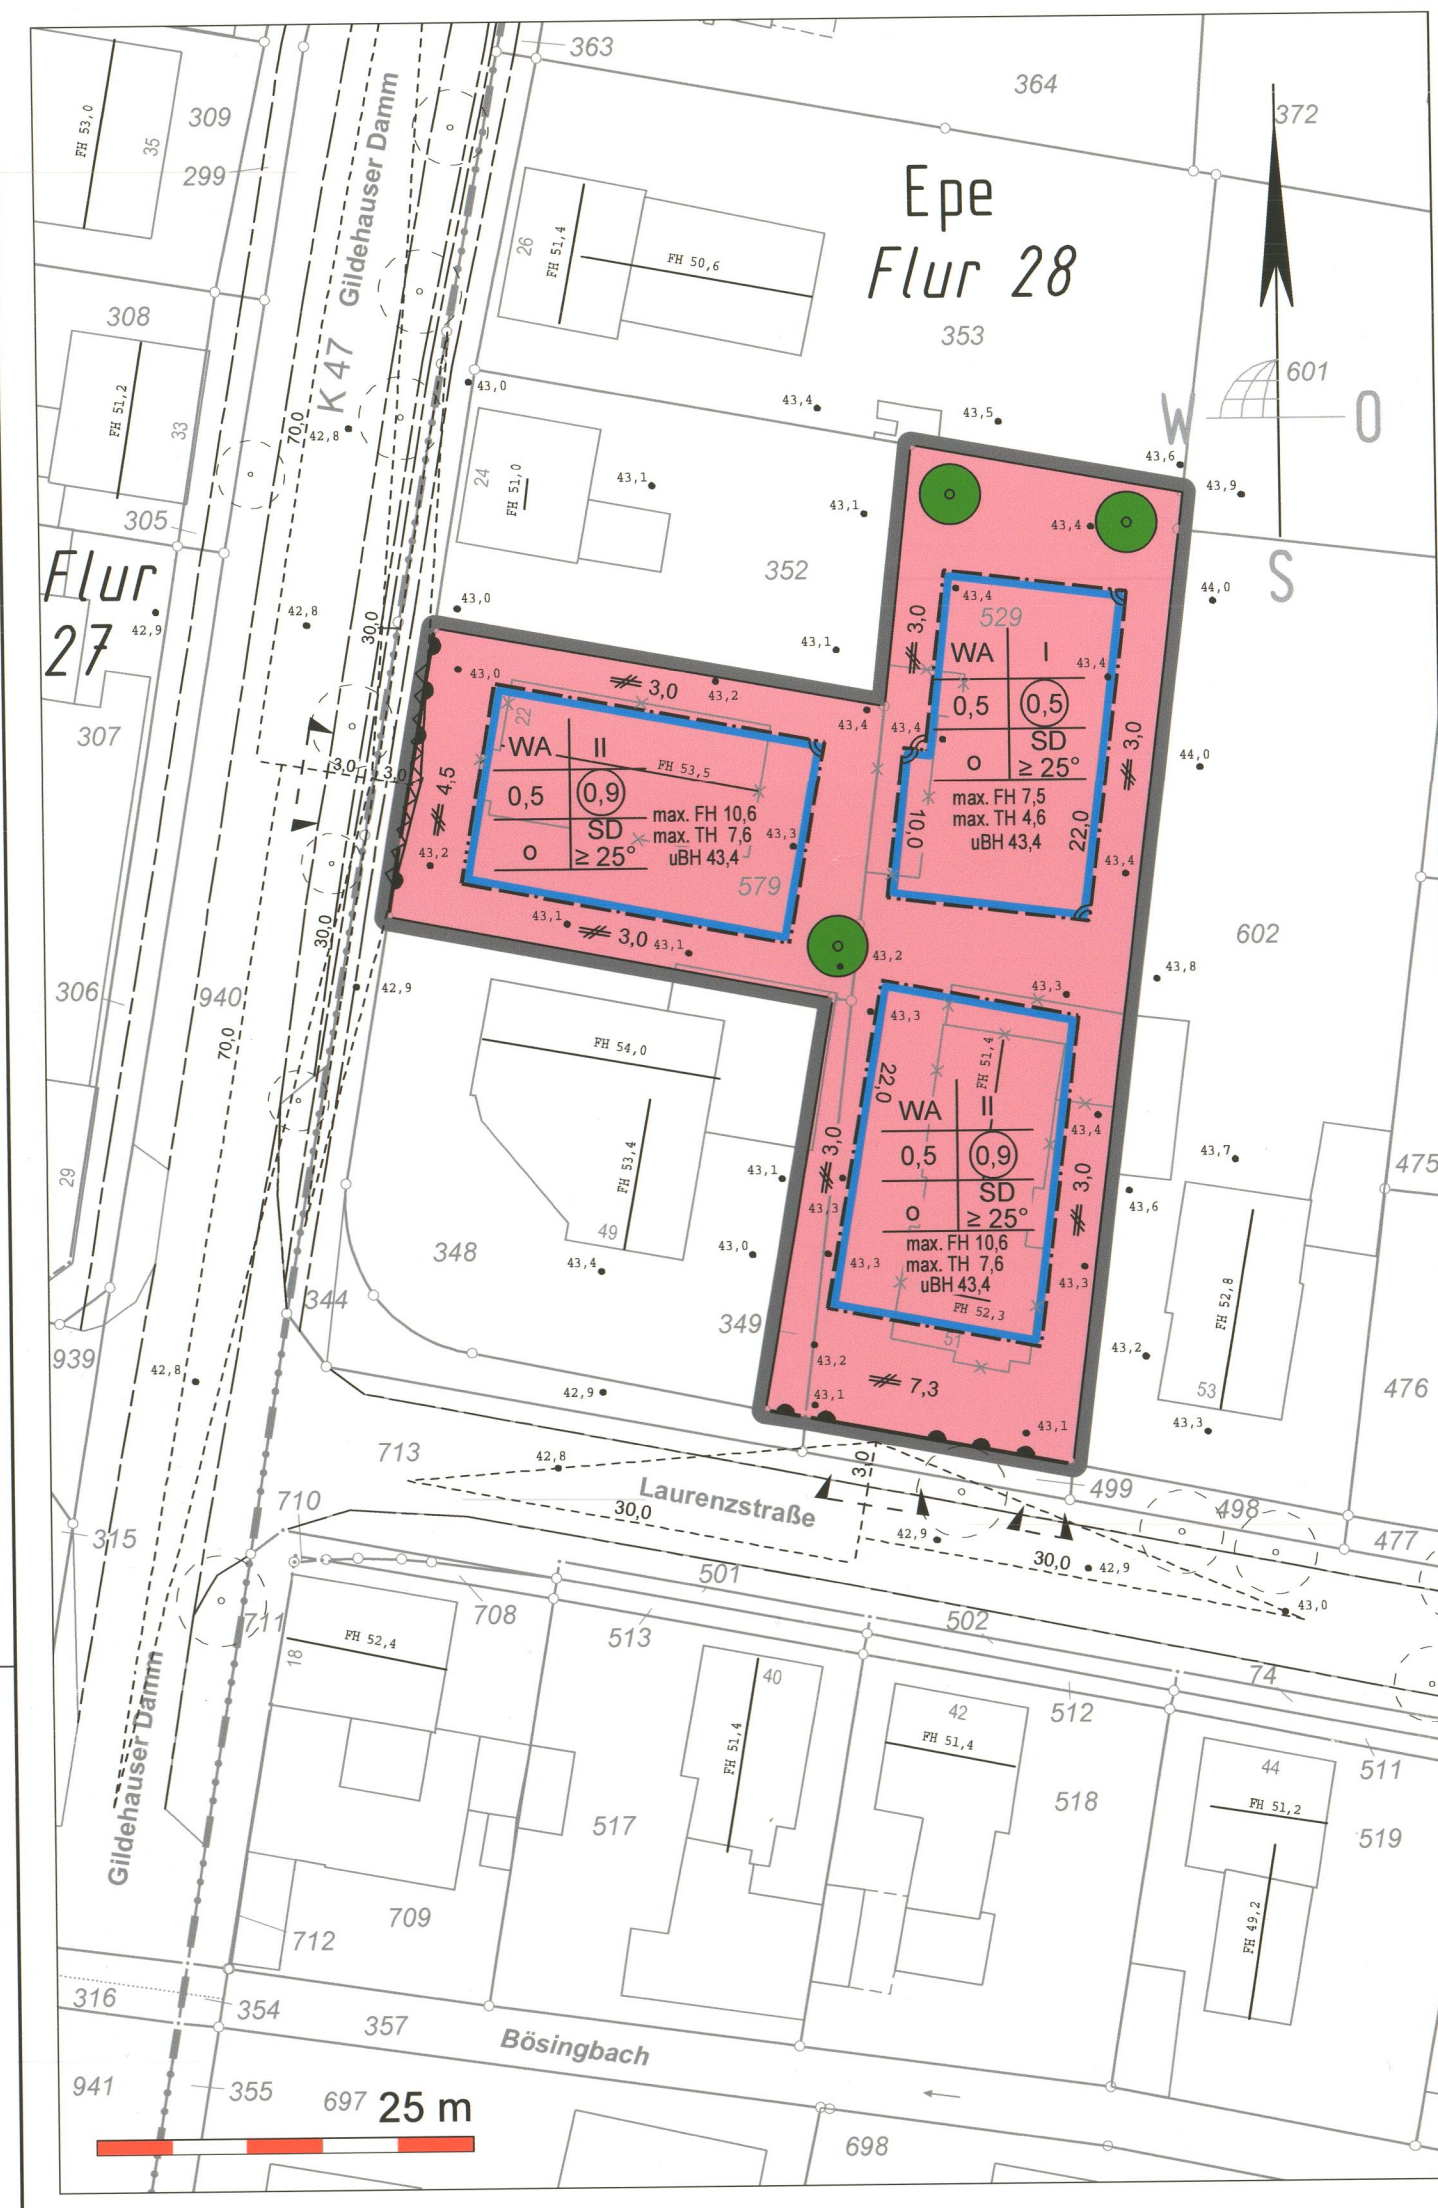 363
364
372
309
299
35
FH 53,0
Gildehauser Damm
K 47
Epe
Flur 28
353
26
FH 51,4
FH 50,6
601
W
O
S
308
FH 51,2
33
70,0
42,8
43,0
43,4
43,5
43,6
43,9
24
FH 51,0
43,1
43,1
43,4
305
Flur
27
42,9
42,8
30,0
43,0
352
43,1
44,0
43,4
529
3,0
WA
I
43,4
0,5
0,5
SD
o
≥ 25°
max. FH 7,5
max. TH 4,6
uBH 43,4
10,0
22,0
3,0
44,0
43,4
43,4
43,4
307
43,0
3,0
43,2
22
WA
II
FH 53,5
0,5
0,9
SD
o
≥ 25°
max. FH 10,6
max. TH 7,6
uBH 43,4
43,3
579
4,5
3,0
3,0
43,2
43,1
3,0
43,1
43,2
602
43,8
30,0
42,9
306
940
70,0
FH 54,0
FH 53,4
49
348
43,4
43,0
43,1
43,3
43,3
22,0
FH 51,4
WA
II
0,5
0,9
SD
o
≥ 25°
max. FH 10,6
max. TH 7,6
uBH 43,4
FH 52,3
51
3,0
43,3
43,3
3,0
43,4
43,3
43,7
43,6
475
FH 52,8
53
43,3
43,2
476
29
344
349
939
42,8
42,9
43,2
43,1
7,3
43,1
713
42,8
Laurenzstraße
30,0
3,0
499
498
477
42,9
30,0
42,9
43,0
710
315
501
502
708
513
711
18
FH 52,4
40
FH 51,4
42
FH 51,4
512
74
511
44
FH 51,2
519
FH 49,2
Gildehauser Damm
517
518
709
712
316
354
357
Bösingbach
941
355
697
25 m
698